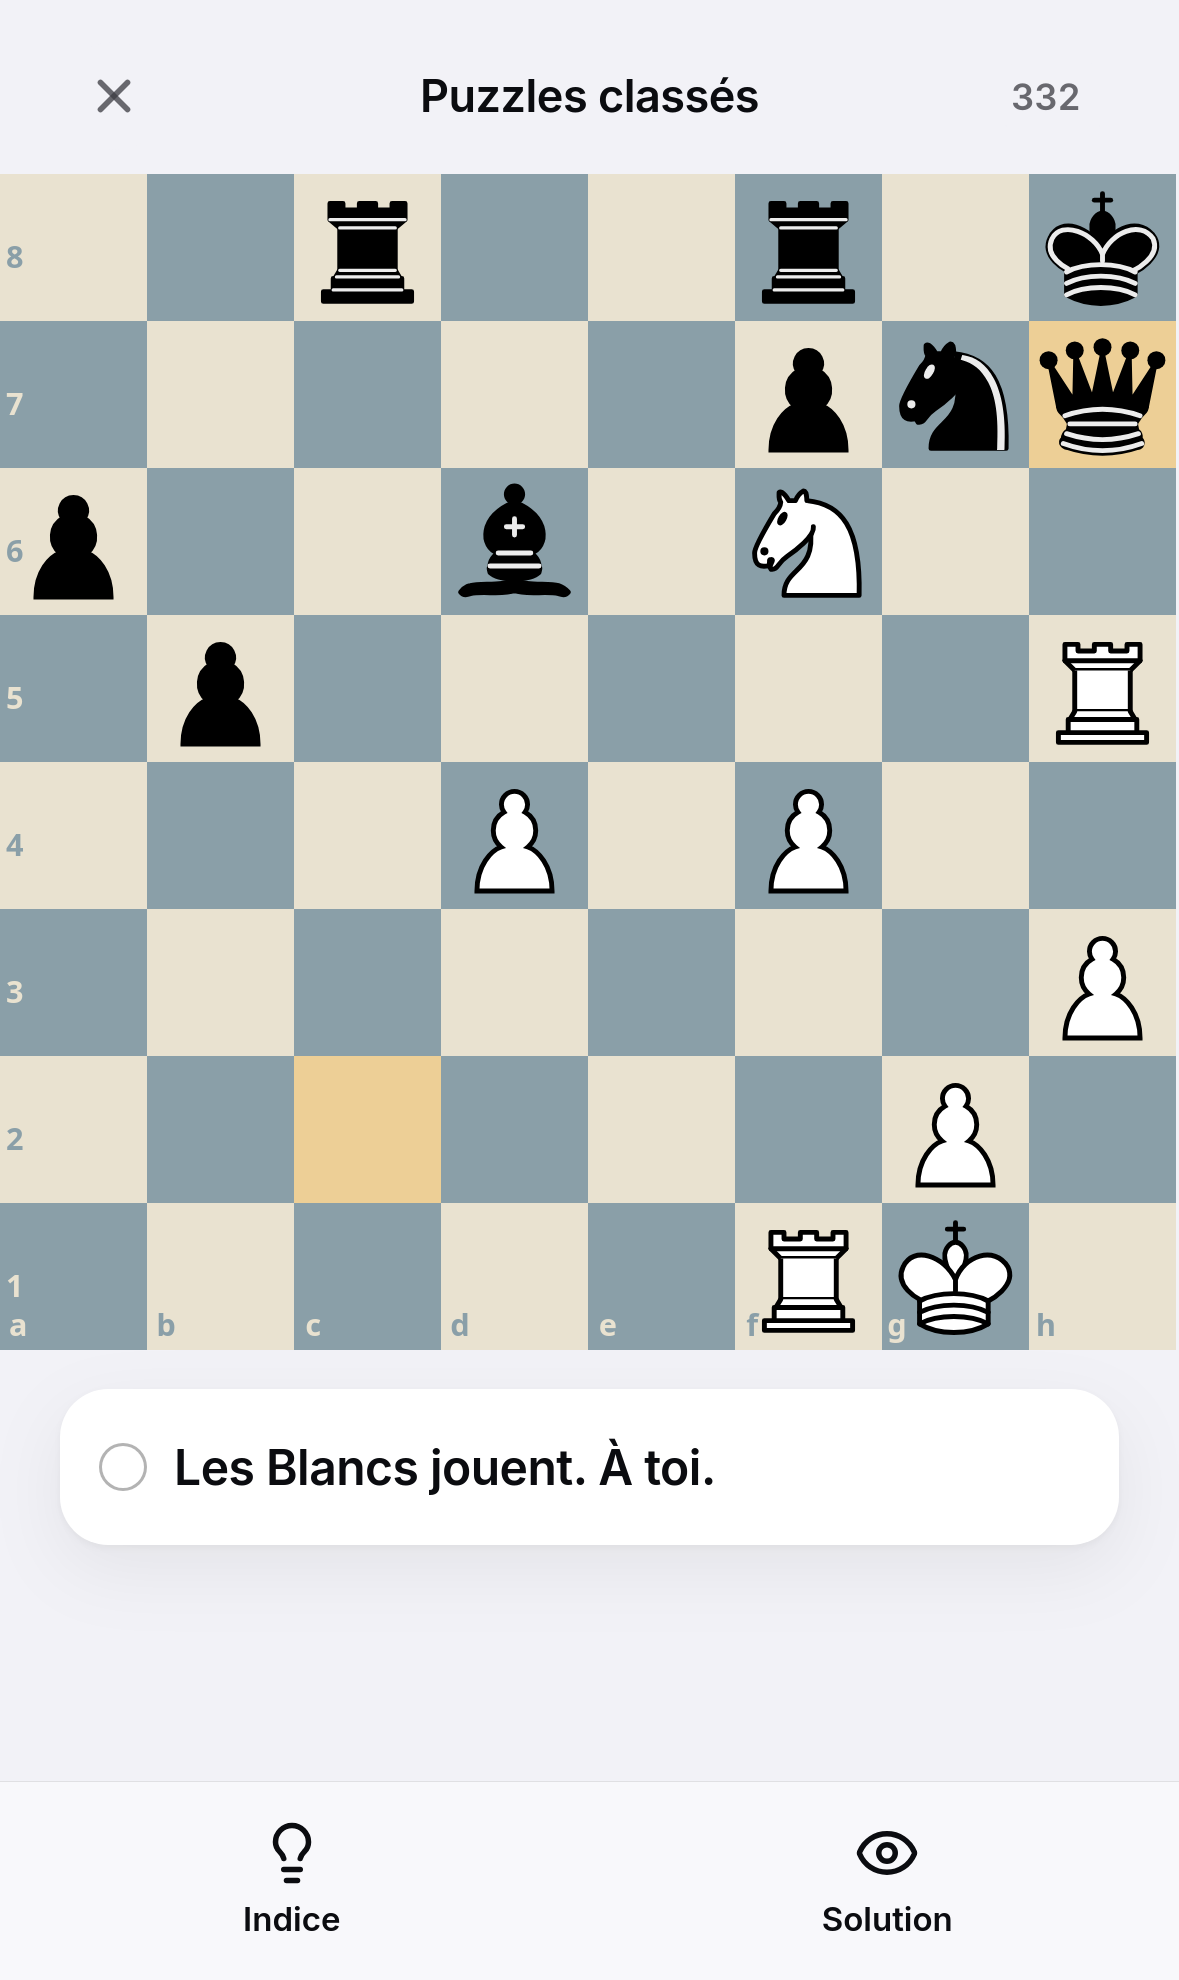 Puzzles classés
332
8
7
6
5
4
3
2
1
a b c d e f g h
Les Blancs jouent. À toi.
Indice
Solution